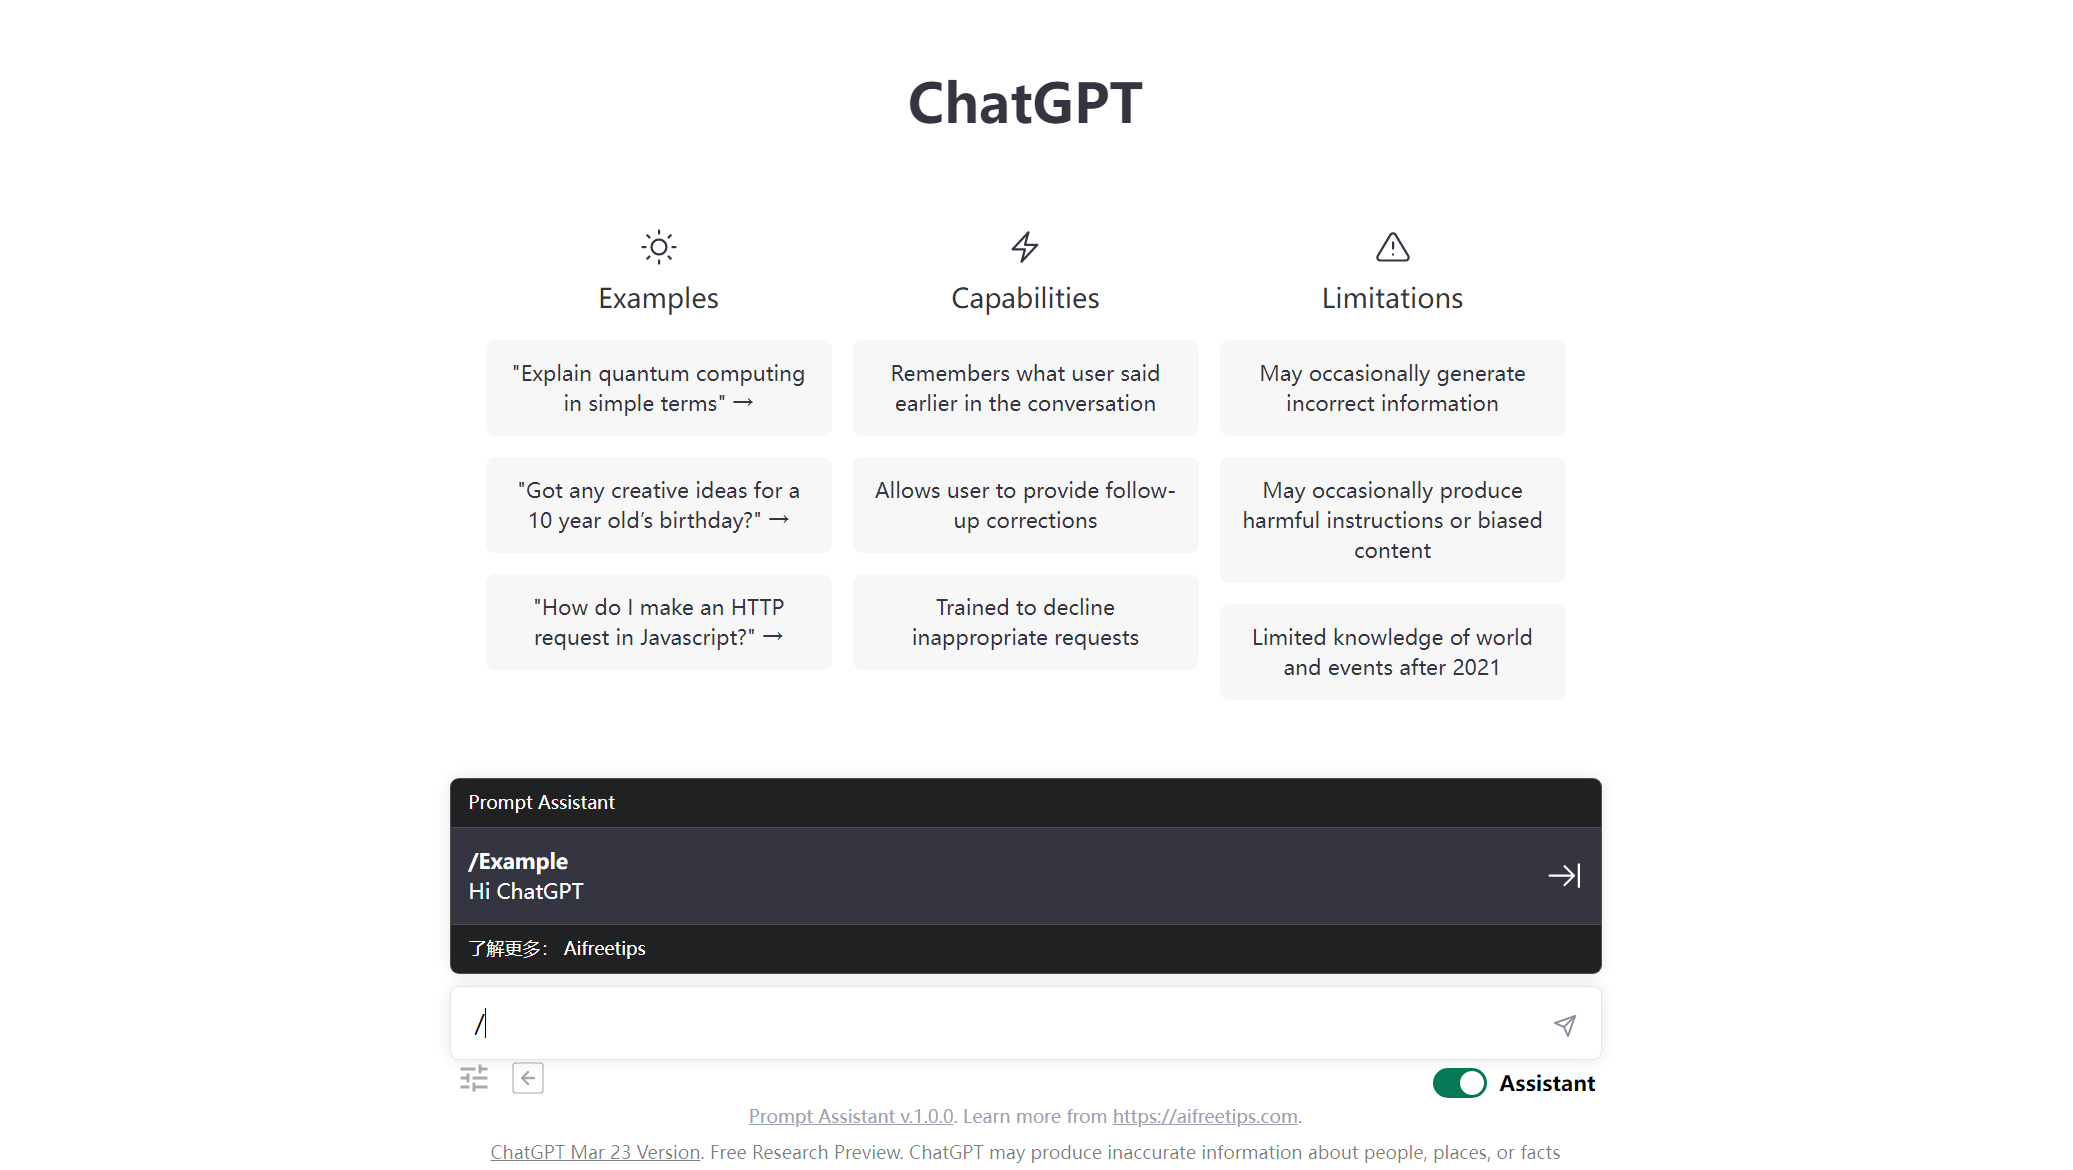 ChatGPT
Examples
"Explain quantum computing
in simple terms" →
"Got any creative ideas for a
10 year old’s birthday?" →
"How do I make an HTTP
request in Javascript?" →
Capabilities
Remembers what user said
earlier in the conversation
Allows user to provide follow-
up corrections
Trained to decline
inappropriate requests
Limitations
May occasionally generate
incorrect information
May occasionally produce
harmful instructions or biased
content
Limited knowledge of world
and events after 2021
Prompt Assistant
/Example
Hi ChatGPT
了解更多： Aifreetips
/
Assistant
Prompt Assistant v.1.0.0. Learn more from https://aifreetips.com.
ChatGPT Mar 23 Version. Free Research Preview. ChatGPT may produce inaccurate information about people, places, or facts